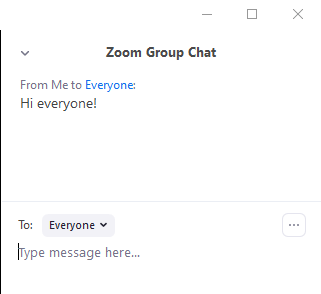 Zoom Group Chat
From Me to Everyone:
Hi everyone!
To: Everyone
Type message here...